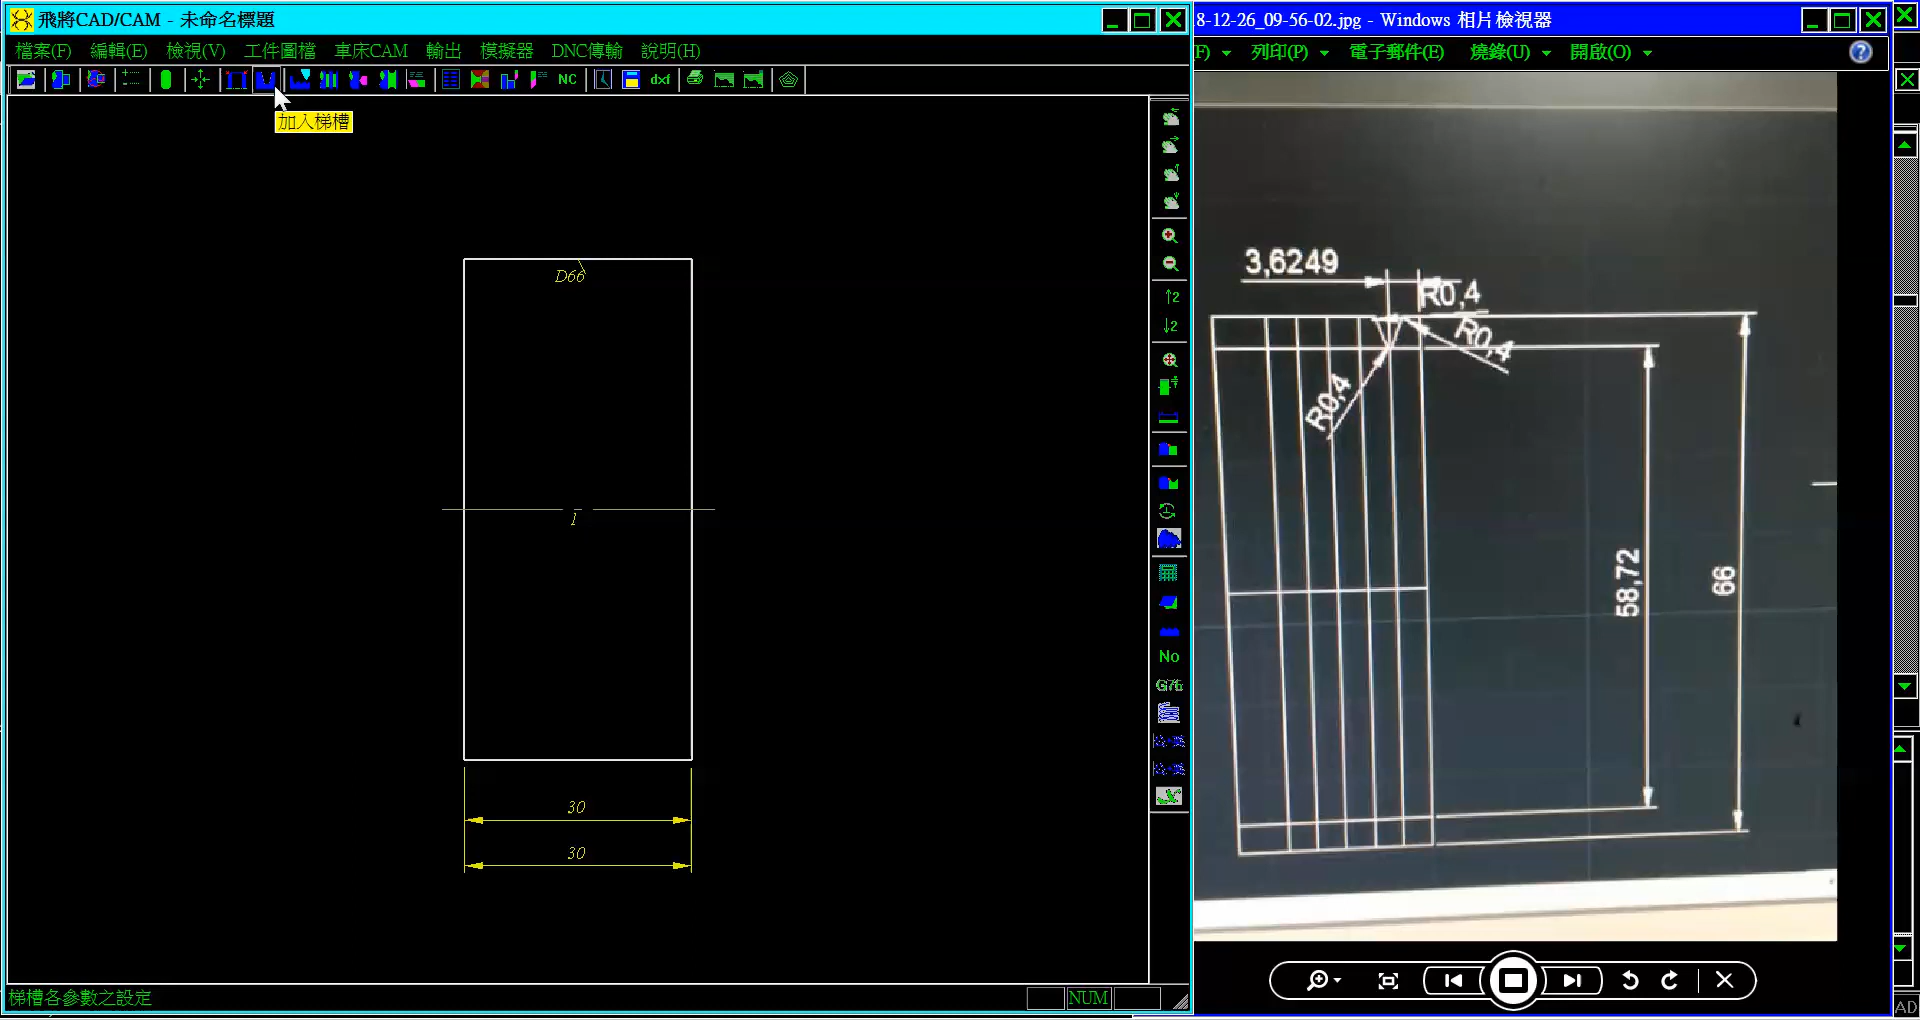 飛將CAD/CAM - 未命名標題
檔案(F) 編輯(E) 檢視(V) 工件圖檔 車床CAM 輸出 模擬器 DNC傳輸 說明(H)
NC dxf
加入梯槽
D66
1
30
30
2
2
No
G76
梯槽各參數之設定
NUM
8-12-26_09-56-02.jpg - Windows 相片檢視器
F) 列印(P) 電子郵件(E) 燒錄(U) 開啟(O)
3,6249
R0,4
R0,4
R0,4
58,72
66
AD